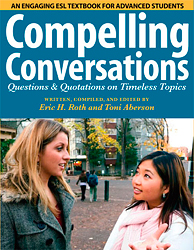 AN ENGAGING ESL TEXTBOOK FOR ADVANCED STUDENTS
Compelling
Conversations
Questions & Quotations on Timeless Topics
WRITTEN, COMPILED, AND EDITED BY
Eric H. Roth and Toni Aberson